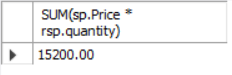 SUM(sp.Price *
rsp.quantity)
15200.00